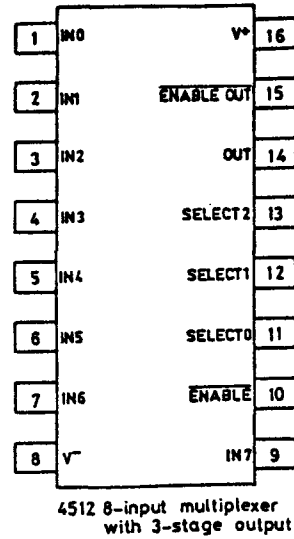 1 IN0 V+ 16
2 IN1 ENABLE OUT 15
3 IN2 OUT 14
4 IN3 SELECT2 13
5 IN4 SELECT1 12
6 IN5 SELECT0 11
7 IN6 ENABLE 10
8 V− IN7 9
4512 8-input multiplexer
with 3-stage output